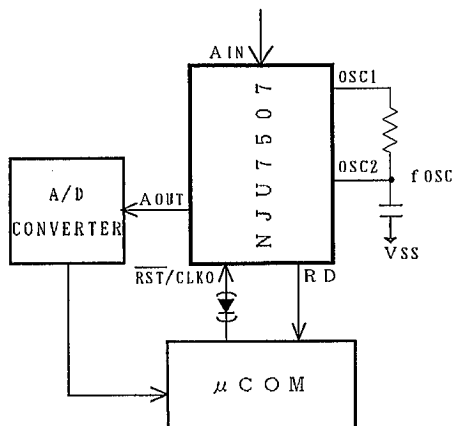 AIN
OSC1
NJU7507
OSC2
fOSC
A/D
CONVERTER
AOUT
VSS
RST/CLKO
RD
μCOM